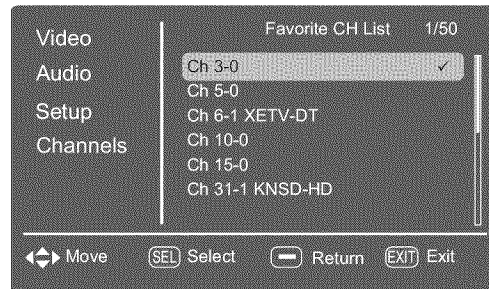 Video
Audio
Setup
Channels
Favorite CH List 1/50
Ch 3-0 ✓
Ch 5-0
Ch 6-1 XETV-DT
Ch 10-0
Ch 15-0
Ch 31-1 KNSD-HD
Move SEL Select Return EXIT Exit